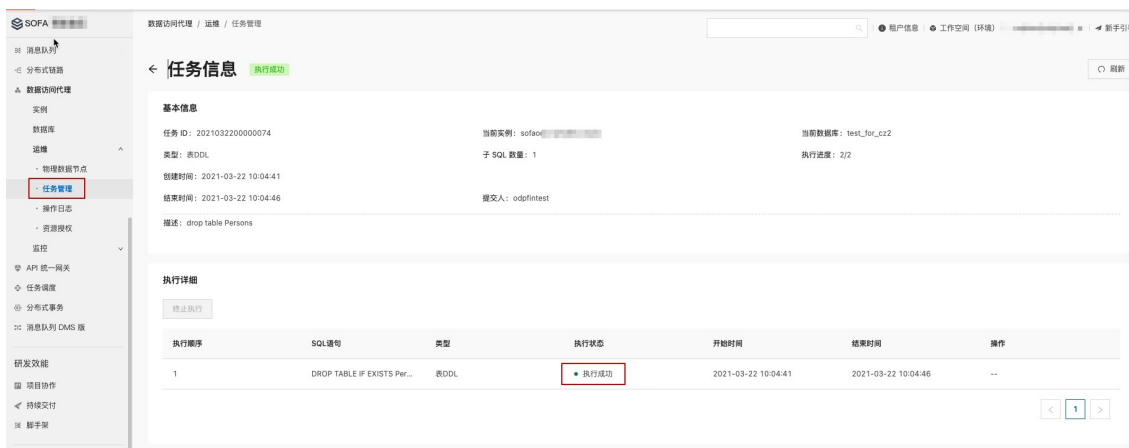 SOFA
数据访问代理 / 运维 / 任务管理
租户信息
工作空间（环境）
新手引
消息队列
分布式链路
数据访问代理
实例
数据库
运维
· 物理数据节点
· 任务管理
· 操作日志
· 资源授权
监控
API 统一网关
任务调度
分布式事务
消息队列 DMS 版
研发效能
项目协作
持续交付
脚手架
← 任务信息 执行成功
刷新
基本信息
任务 ID： 2021032200000074 当前实例： sofao 当前数据库： test_for_cz2
类型： 表DDL 子 SQL 数量： 1 执行进度： 2/2
创建时间： 2021-03-22 10:04:41
结束时间： 2021-03-22 10:04:46 提交人： odpfintest
描述： drop table Persons
执行详细
终止执行
执行顺序 SQL语句 类型 执行状态 开始时间 结束时间 操作
1 DROP TABLE IF EXISTS Per... 表DDL 执行成功 2021-03-22 10:04:41 2021-03-22 10:04:46 --
< 1 >